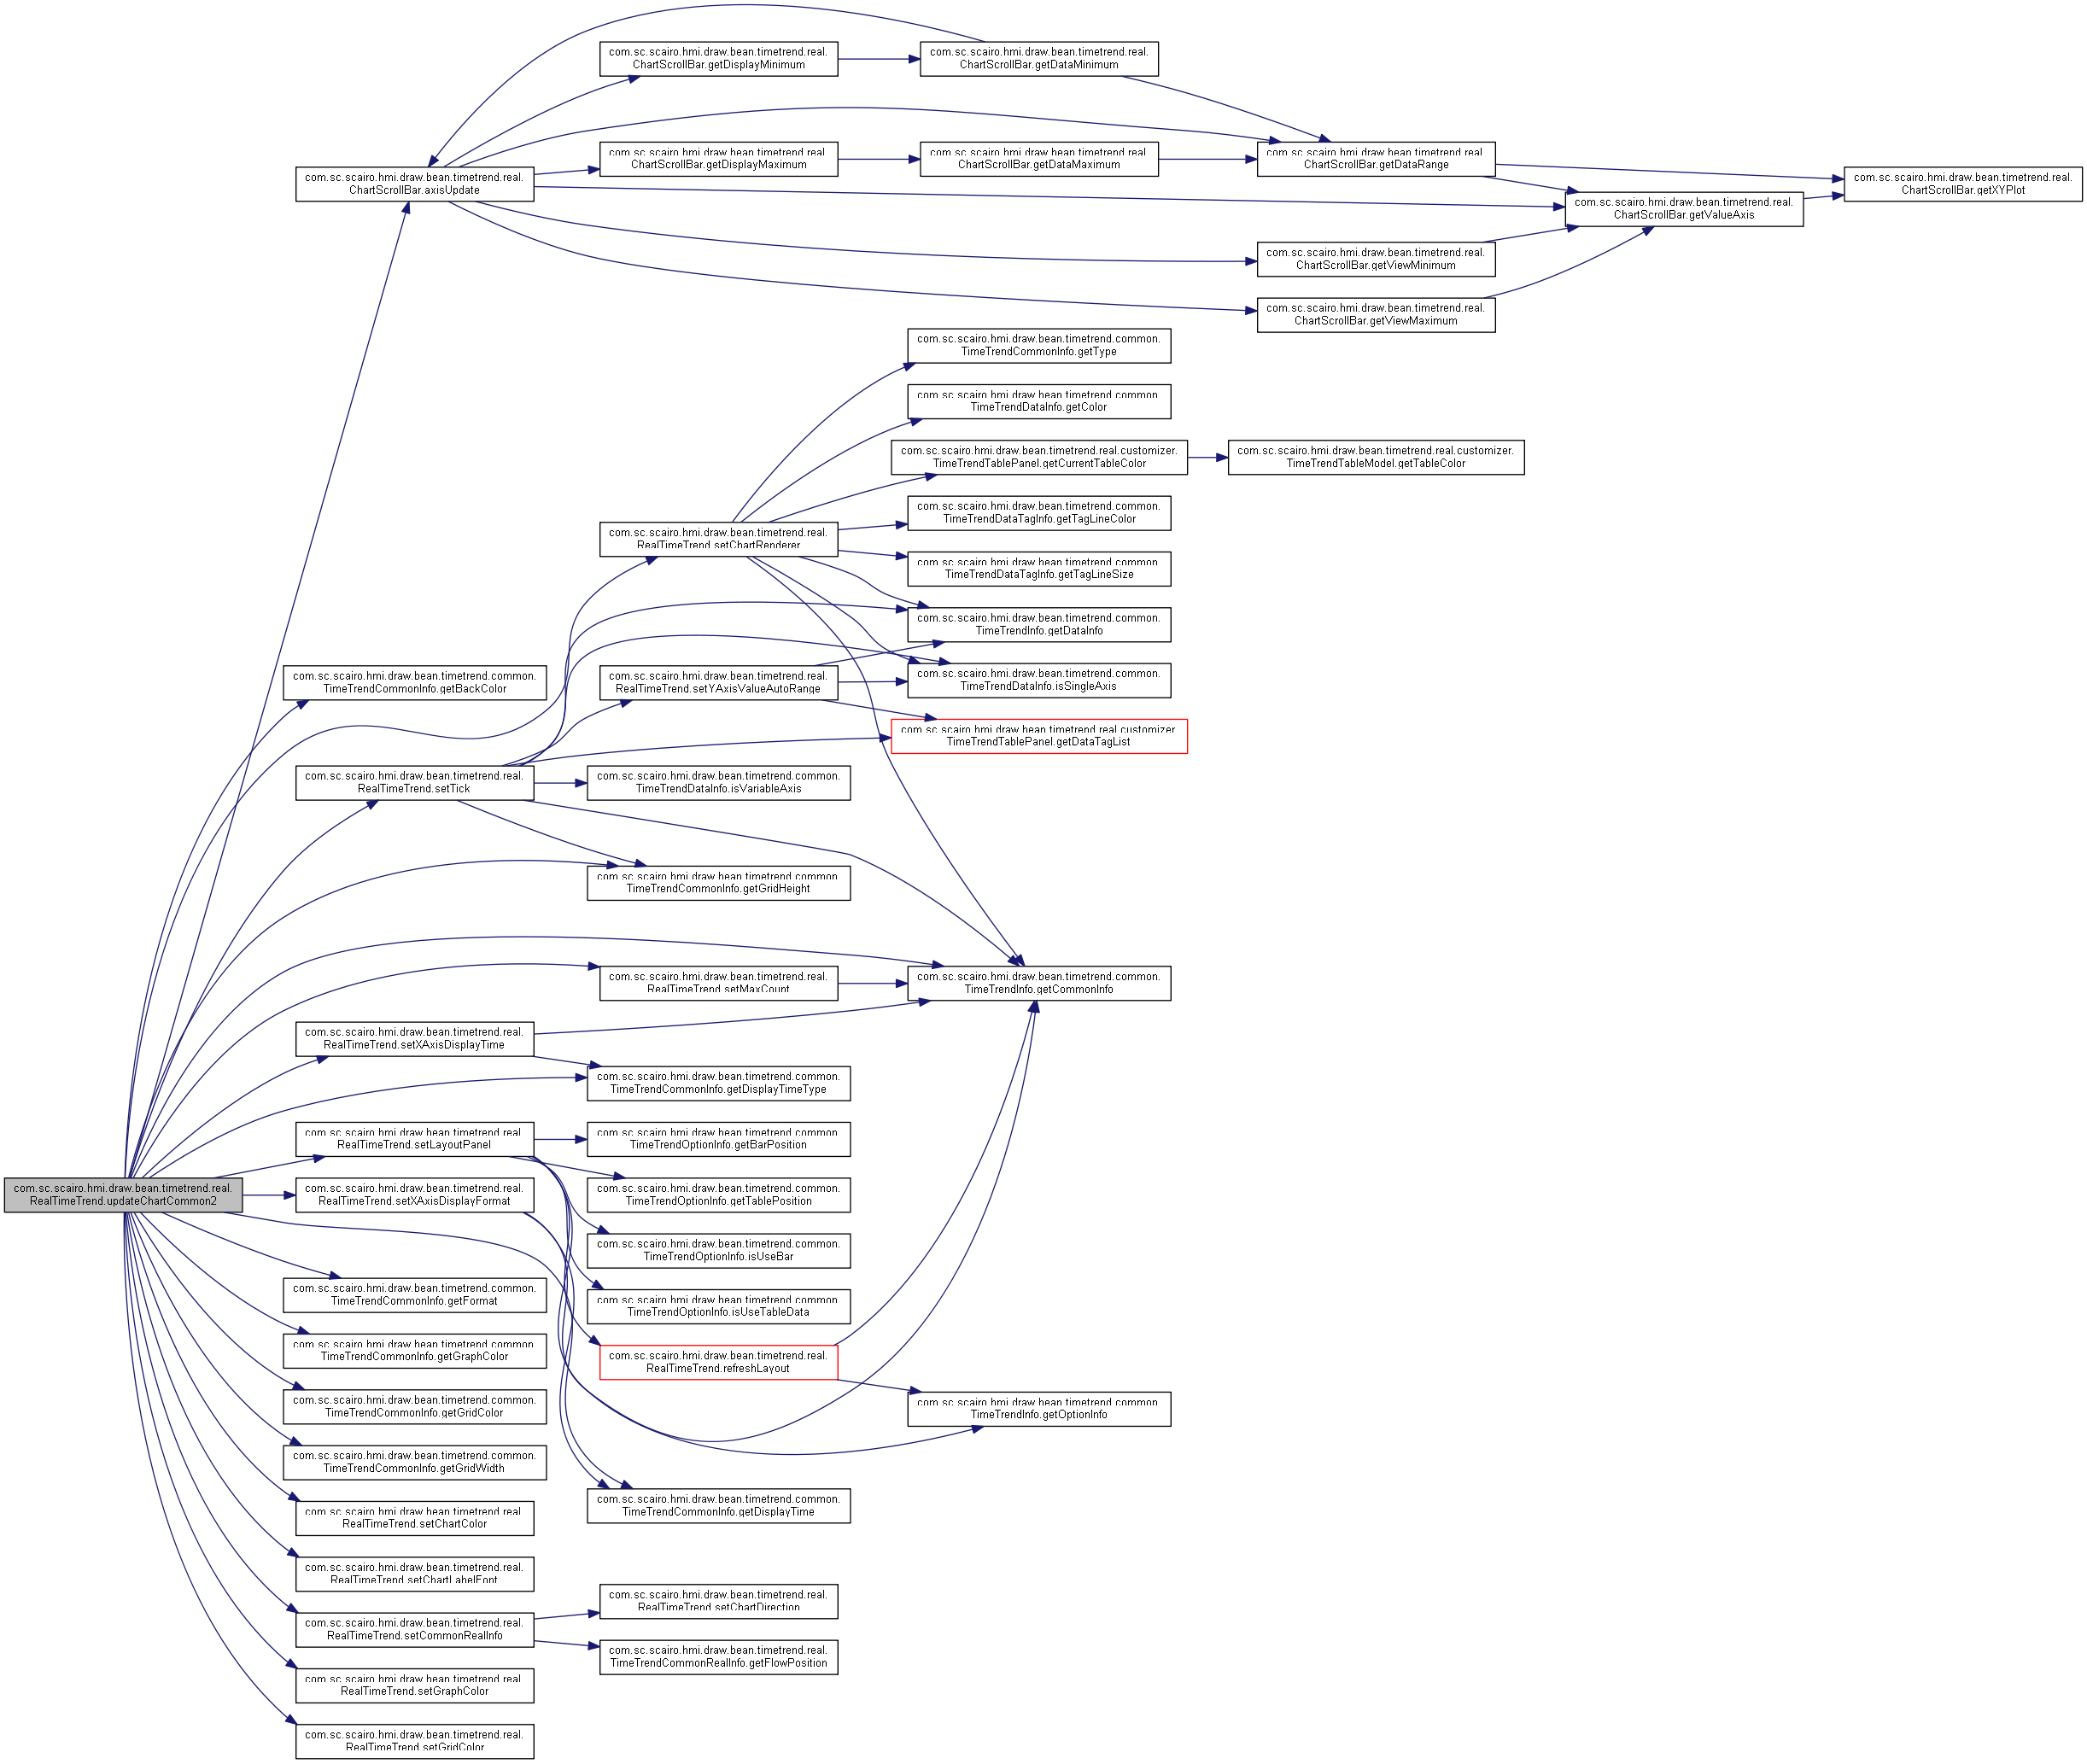 com.sc.scairo.hmi.draw.bean.timetrend.real.
ChartScrollBar.getDisplayMinimum
com.sc.scairo.hmi.draw.bean.timetrend.real.
ChartScrollBar.getDataMinimum
com.sc.scairo.hmi.draw.bean.timetrend.real.
ChartScrollBar.getDisplayMaximum
com.sc.scairo.hmi.draw.bean.timetrend.real.
ChartScrollBar.getDataMaximum
com.sc.scairo.hmi.draw.bean.timetrend.real.
ChartScrollBar.getDataRange
com.sc.scairo.hmi.draw.bean.timetrend.real.
ChartScrollBar.axisUpdate
com.sc.scairo.hmi.draw.bean.timetrend.real.
ChartScrollBar.getXYPlot
com.sc.scairo.hmi.draw.bean.timetrend.real.
ChartScrollBar.getValueAxis
com.sc.scairo.hmi.draw.bean.timetrend.real.
ChartScrollBar.getViewMinimum
com.sc.scairo.hmi.draw.bean.timetrend.real.
ChartScrollBar.getViewMaximum
com.sc.scairo.hmi.draw.bean.timetrend.common.
TimeTrendCommonInfo.getType
com.sc.scairo.hmi.draw.bean.timetrend.common.
TimeTrendDataInfo.getColor
com.sc.scairo.hmi.draw.bean.timetrend.real.customizer.
TimeTrendTablePanel.getCurrentTableColor
com.sc.scairo.hmi.draw.bean.timetrend.real.customizer.
TimeTrendTableModel.getTableColor
com.sc.scairo.hmi.draw.bean.timetrend.common.
TimeTrendDataTagInfo.getTagLineColor
com.sc.scairo.hmi.draw.bean.timetrend.real.
RealTimeTrend.setChartRenderer
com.sc.scairo.hmi.draw.bean.timetrend.common.
TimeTrendDataTagInfo.getTagLineSize
com.sc.scairo.hmi.draw.bean.timetrend.common.
TimeTrendInfo.getDataInfo
com.sc.scairo.hmi.draw.bean.timetrend.common.
TimeTrendCommonInfo.getBackColor
com.sc.scairo.hmi.draw.bean.timetrend.real.
RealTimeTrend.setYAxisValueAutoRange
com.sc.scairo.hmi.draw.bean.timetrend.common.
TimeTrendDataInfo.isSingleAxis
com.sc.scairo.hmi.draw.bean.timetrend.real.customizer.
TimeTrendTablePanel.getDataTagList
com.sc.scairo.hmi.draw.bean.timetrend.real.
RealTimeTrend.setTick
com.sc.scairo.hmi.draw.bean.timetrend.common.
TimeTrendDataInfo.isVariableAxis
com.sc.scairo.hmi.draw.bean.timetrend.common.
TimeTrendCommonInfo.getGridHeight
com.sc.scairo.hmi.draw.bean.timetrend.real.
RealTimeTrend.setMaxCount
com.sc.scairo.hmi.draw.bean.timetrend.common.
TimeTrendInfo.getCommonInfo
com.sc.scairo.hmi.draw.bean.timetrend.real.
RealTimeTrend.setXAxisDisplayTime
com.sc.scairo.hmi.draw.bean.timetrend.common.
TimeTrendCommonInfo.getDisplayTimeType
com.sc.scairo.hmi.draw.bean.timetrend.real.
RealTimeTrend.setLayoutPanel
com.sc.scairo.hmi.draw.bean.timetrend.common.
TimeTrendOptionInfo.getBarPosition
com.sc.scairo.hmi.draw.bean.timetrend.real.
RealTimeTrend.updateChartCommon2
com.sc.scairo.hmi.draw.bean.timetrend.real.
RealTimeTrend.setXAxisDisplayFormat
com.sc.scairo.hmi.draw.bean.timetrend.common.
TimeTrendOptionInfo.getTablePosition
com.sc.scairo.hmi.draw.bean.timetrend.common.
TimeTrendOptionInfo.isUseBar
com.sc.scairo.hmi.draw.bean.timetrend.common.
TimeTrendCommonInfo.getFormat
com.sc.scairo.hmi.draw.bean.timetrend.common.
TimeTrendOptionInfo.isUseTableData
com.sc.scairo.hmi.draw.bean.timetrend.common.
TimeTrendCommonInfo.getGraphColor
com.sc.scairo.hmi.draw.bean.timetrend.real.
RealTimeTrend.refreshLayout
com.sc.scairo.hmi.draw.bean.timetrend.common.
TimeTrendCommonInfo.getGridColor
com.sc.scairo.hmi.draw.bean.timetrend.common.
TimeTrendInfo.getOptionInfo
com.sc.scairo.hmi.draw.bean.timetrend.common.
TimeTrendCommonInfo.getGridWidth
com.sc.scairo.hmi.draw.bean.timetrend.common.
TimeTrendCommonInfo.getDisplayTime
com.sc.scairo.hmi.draw.bean.timetrend.real.
RealTimeTrend.setChartColor
com.sc.scairo.hmi.draw.bean.timetrend.real.
RealTimeTrend.setChartLabelFont
com.sc.scairo.hmi.draw.bean.timetrend.real.
RealTimeTrend.setChartDirection
com.sc.scairo.hmi.draw.bean.timetrend.real.
RealTimeTrend.setCommonRealInfo
com.sc.scairo.hmi.draw.bean.timetrend.real.
TimeTrendCommonRealInfo.getFlowPosition
com.sc.scairo.hmi.draw.bean.timetrend.real.
RealTimeTrend.setGraphColor
com.sc.scairo.hmi.draw.bean.timetrend.real.
RealTimeTrend.setGridColor